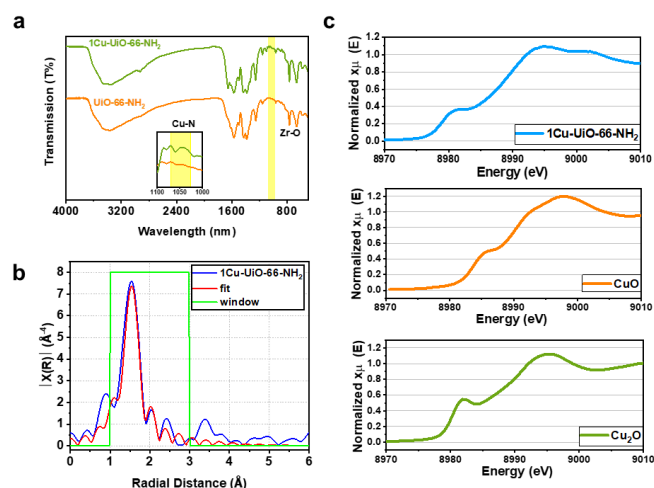 a
1Cu-UiO-66-NH₂
UiO-66-NH₂
Cu-N
Zr-O
1100 1050 1000
Transmission (T%)
4000 3200 2400 1600 800
Wavelength (nm)
b
8
7
6
5
4
3
2
1
0
1Cu-UiO-66-NH₂
fit
window
|X(R)| (Å⁻⁴)
0 1 2 3 4 5 6
Radial Distance (Å)
c
Normalized xμ (E)
1.2
1.0
0.8
0.6
0.4
0.2
0.0
1Cu-UiO-66-NH₂
8970 8980 8990 9000 9010
Energy (eV)
Normalized xμ (E)
1.2
1.0
0.8
0.6
0.4
0.2
0.0
CuO
8970 8980 8990 9000 9010
Energy (eV)
Normalized xμ (E)
1.2
1.0
0.8
0.6
0.4
0.2
0.0
Cu₂O
8970 8980 8990 9000 9010
Energy (eV)